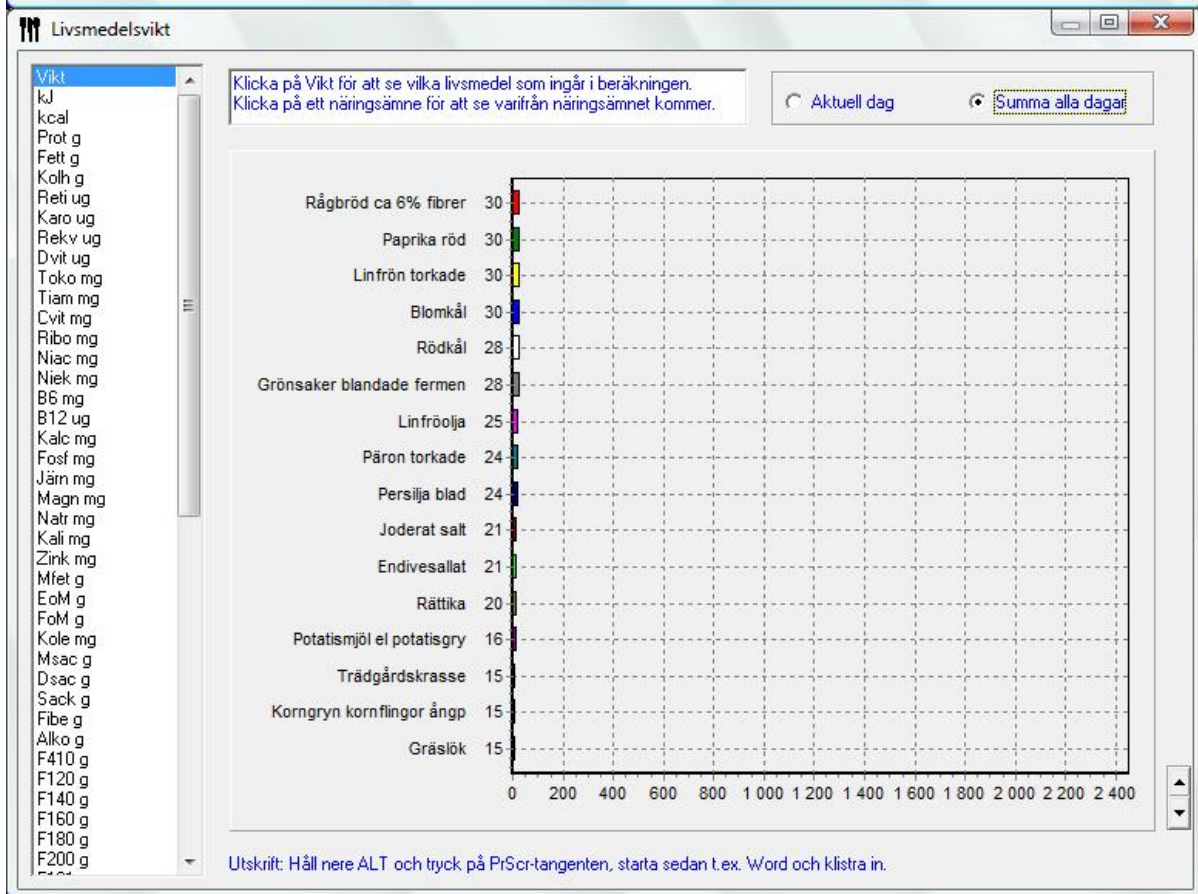 Livsmedelsvikt
Vikt
kJ
kcal
Prot g
Fett g
Kolh g
Reti ug
Karo ug
Rekv ug
Dvit ug
Toko mg
Tiam mg
Cvit mg
Ribo mg
Niac mg
Niek mg
B6 mg
B12 ug
Kalc mg
Fosf mg
Järn mg
Magn mg
Natr mg
Kali mg
Zink mg
Mfet g
EoM g
FoM g
Kole mg
Msac g
Dsac g
Sack g
Fibe g
Alko g
F410 g
F120 g
F140 g
F160 g
F180 g
F200 g
Klicka på Vikt för att se vilka livsmedel som ingår i beräkningen.
Klicka på ett näringsämne för att se varifrån näringsämnet kommer.
Aktuell dag Summa alla dagar
Rågbröd ca 6% fibrer 30
Paprika röd 30
Linfrön torkade 30
Blomkål 30
Rödkål 28
Grönsaker blandade fermen 28
Linfröolja 25
Päron torkade 24
Persilja blad 24
Joderat salt 21
Endivesallat 21
Rättika 20
Potatismjöl el potatisgry 16
Trädgårdskrasse 15
Korngryn kornflingor ångp 15
Gräslök 15
0 200 400 600 800 1 000 1 200 1 400 1 600 1 800 2 000 2 200 2 400
Utskrift: Håll nere ALT och tryck på PrScr-tangenten, starta sedan t.ex. Word och klistra in.